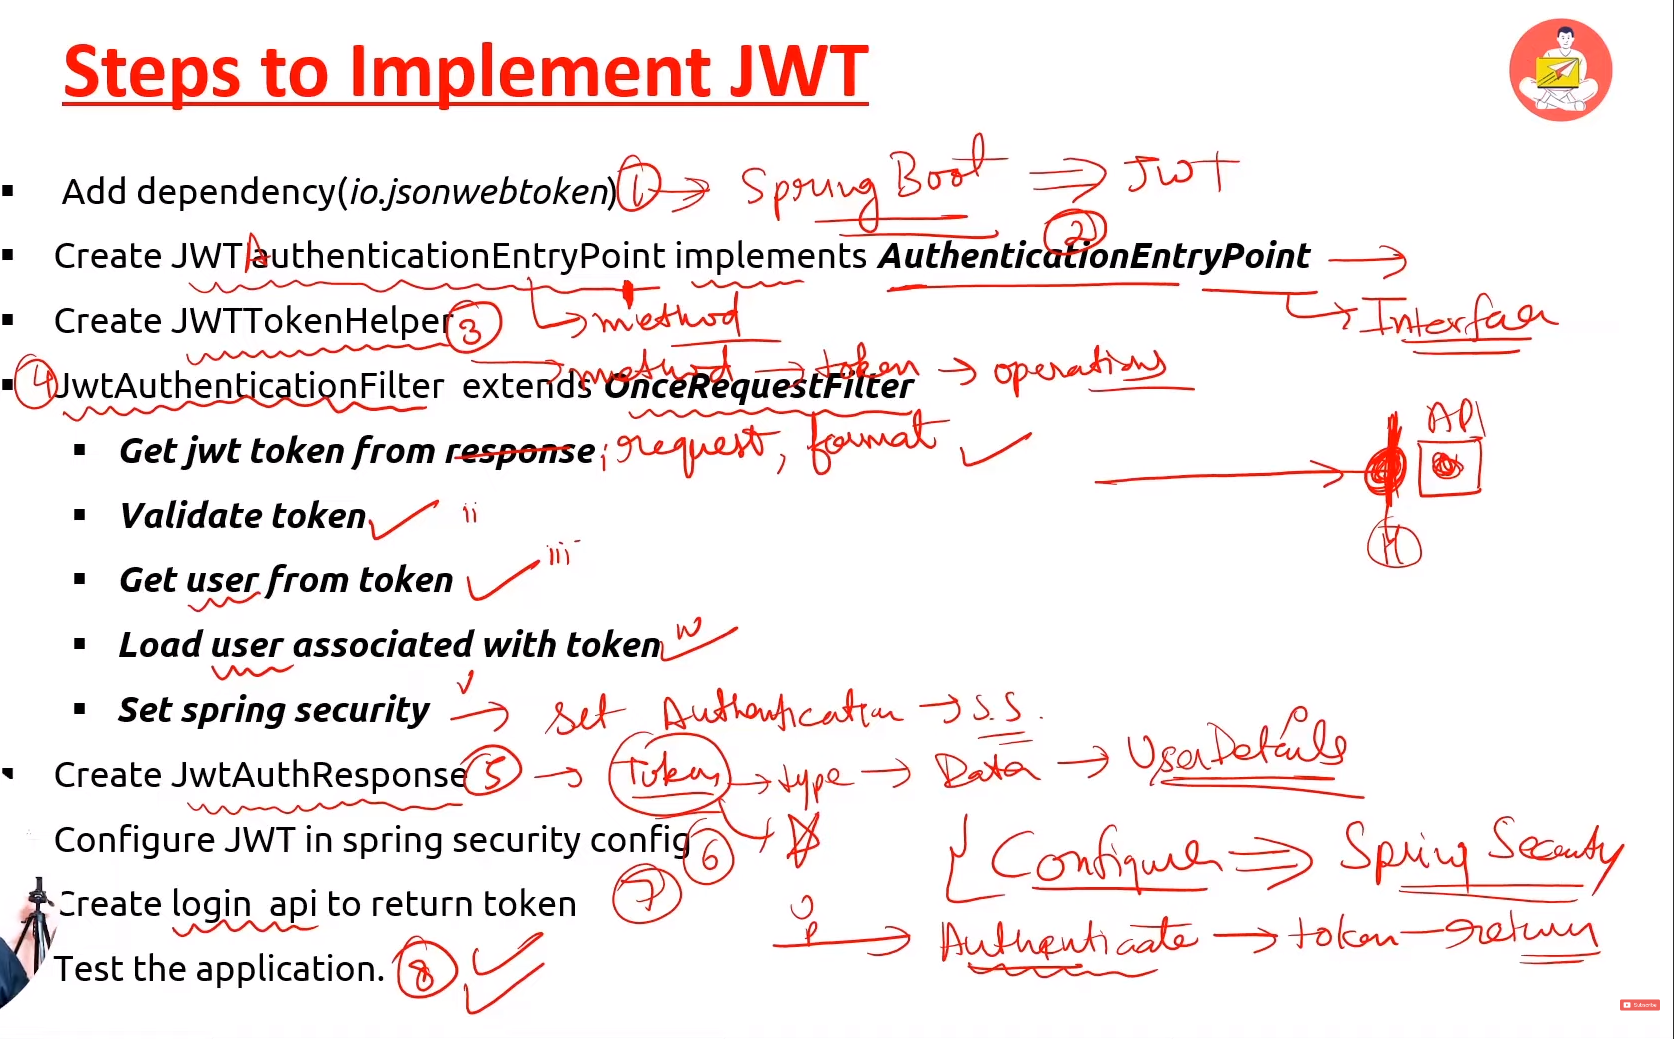 Steps to Implement JWT
▪ Add dependency(io.jsonwebtoken) 1 → Spring Boot ⇒ JWT
2
▪ Create JWTAuthenticationEntryPoint implements AuthenticationEntryPoint →
▪ Create JWTTokenHelper 3 → method → Interface
→ method → token → operations
▪ 4 JwtAuthenticationFilter extends OnceRequestFilter
API
▪ Get jwt token from response i request, format ✓
▪ Validate token ✓ ii
iii
▪ Get user from token ✓
▪ Load user associated with token ✓ iv
v
▪ Set spring security → set Authentication → S.S.
▪ Create JwtAuthResponse 5 → Token → type → Data → UserDetails
Configure JWT in spring security config 6 { Configure ⇒ Spring Security
Create login api to return token 7
U
P → Authenticate → token → return
Test the application. 8 ✓
Subscribe